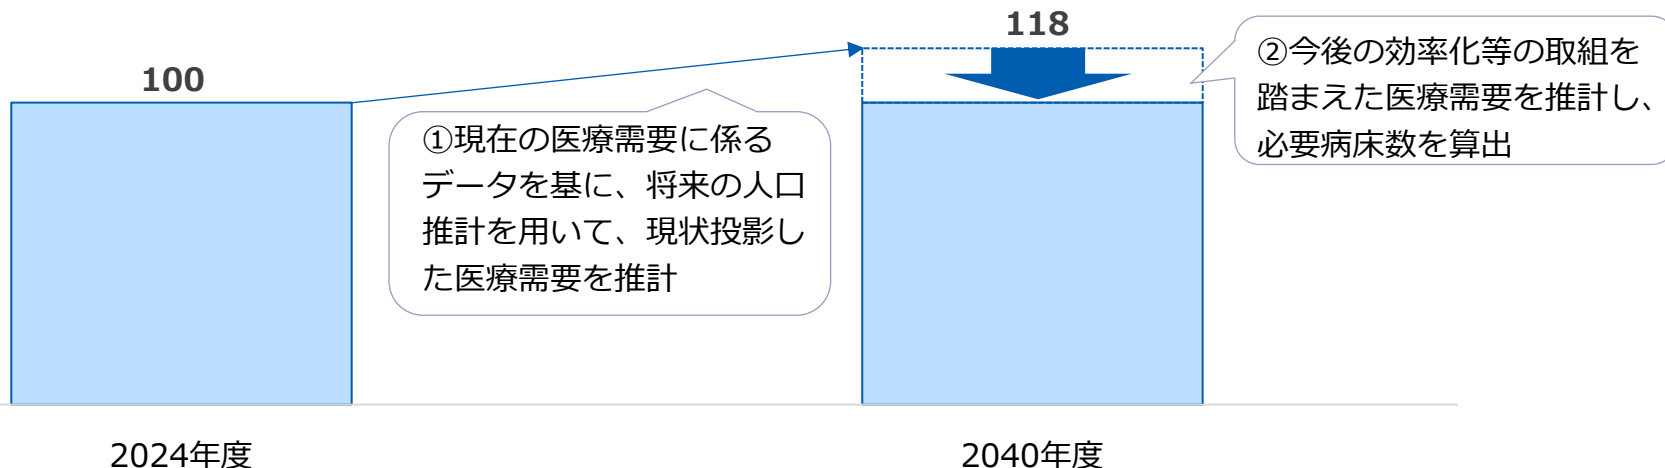 118
100
①現在の医療需要に係る
データを基に、将来の人口
推計を用いて、現状投影し
た医療需要を推計
②今後の効率化等の取組を
踏まえた医療需要を推計し、
必要病床数を算出
2024年度
2040年度